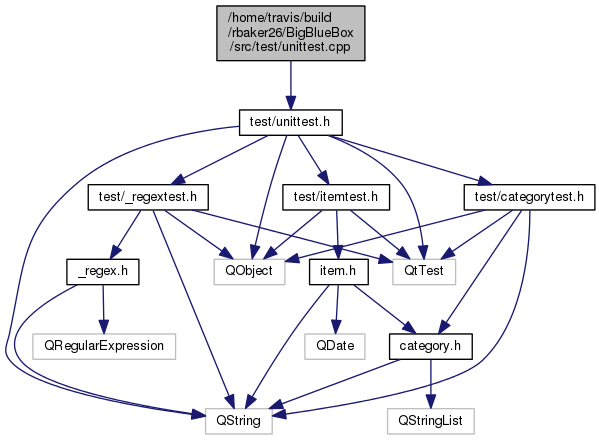 /home/travis/build
/rbaker26/BigBlueBox
/src/test/unittest.cpp
test/unittest.h
test/_regextest.h
test/itemtest.h
test/categorytest.h
_regex.h
QObject
item.h
QtTest
QRegularExpression
QDate
category.h
QString
QStringList